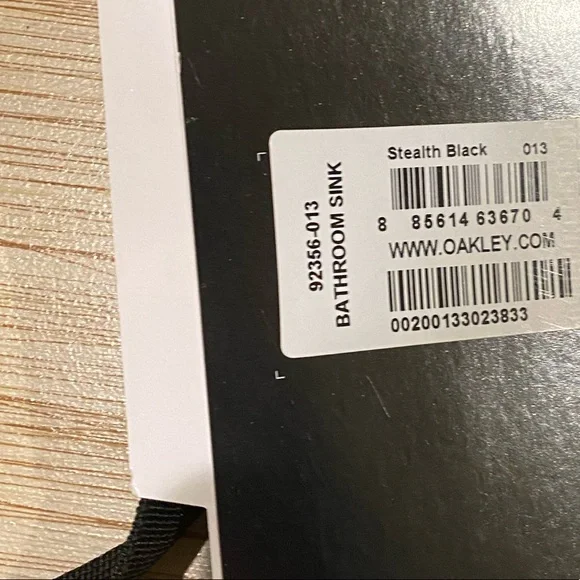 Stealth Black 013
8 85614 63670 4
WWW.OAKLEY.COM
00200133023833
92356-013
BATHROOM SINK